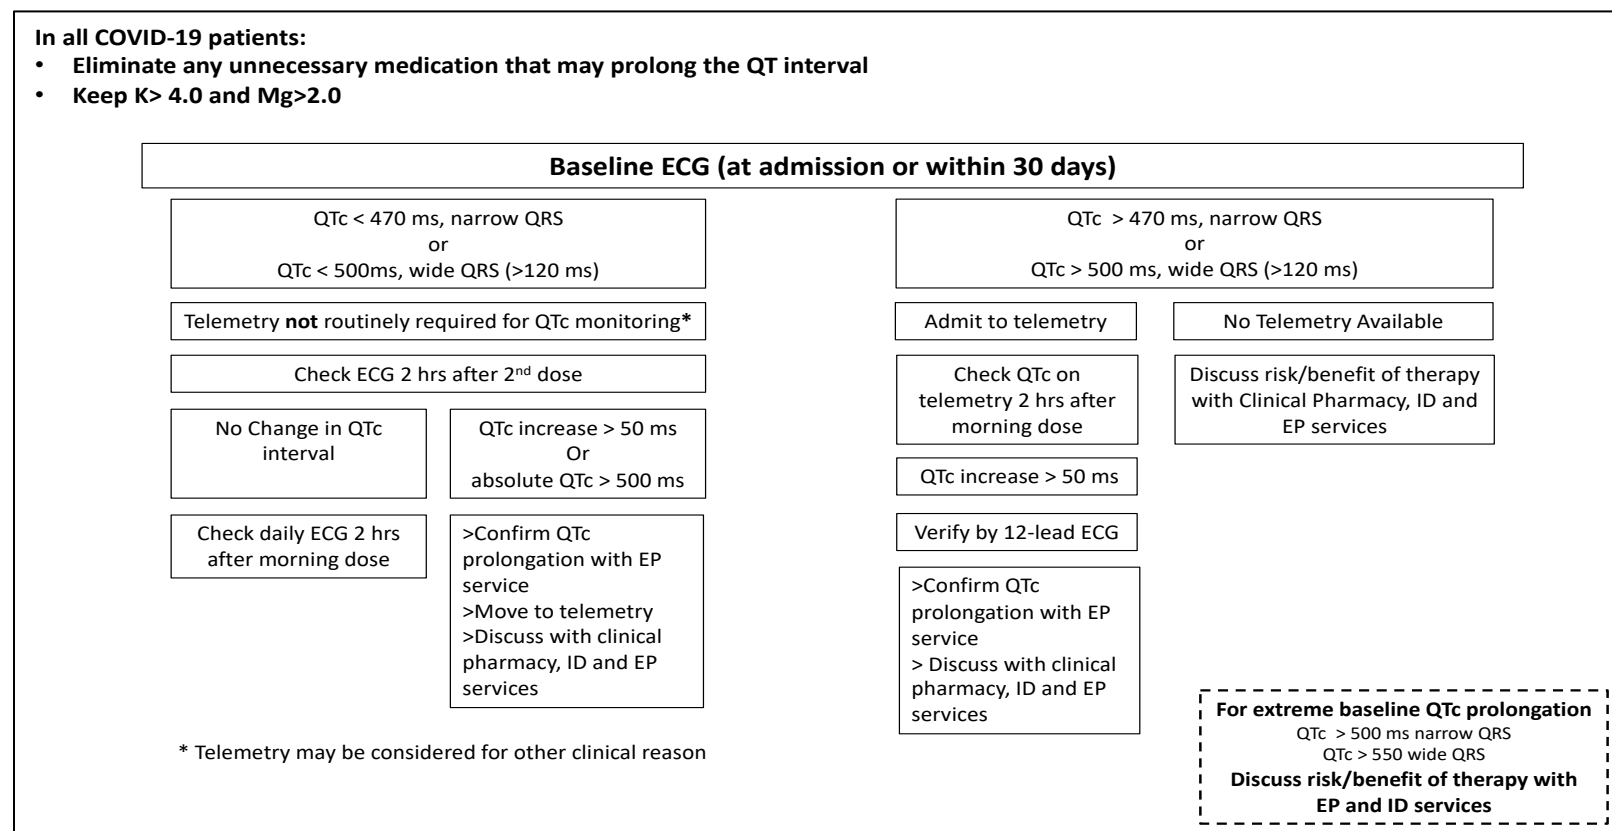 In all COVID-19 patients:
• Eliminate any unnecessary medication that may prolong the QT interval
• Keep K> 4.0 and Mg>2.0
Baseline ECG (at admission or within 30 days)
QTc < 470 ms, narrow QRS
or
QTc < 500ms, wide QRS (>120 ms)
Telemetry not routinely required for QTc monitoring*
Check ECG 2 hrs after 2nd dose
No Change in QTc
interval
Check daily ECG 2 hrs
after morning dose
QTc increase > 50 ms
Or
absolute QTc > 500 ms
>Confirm QTc
prolongation with EP
service
>Move to telemetry
>Discuss with clinical
pharmacy, ID and EP
services
QTc > 470 ms, narrow QRS
or
QTc > 500 ms, wide QRS (>120 ms)
Admit to telemetry
Check QTc on
telemetry 2 hrs after
morning dose
QTc increase > 50 ms
Verify by 12-lead ECG
>Confirm QTc
prolongation with EP
service
> Discuss with clinical
pharmacy, ID and EP
services
No Telemetry Available
Discuss risk/benefit of therapy
with Clinical Pharmacy, ID and
EP services
* Telemetry may be considered for other clinical reason
For extreme baseline QTc prolongation
QTc > 500 ms narrow QRS
QTc > 550 wide QRS
Discuss risk/benefit of therapy with
EP and ID services